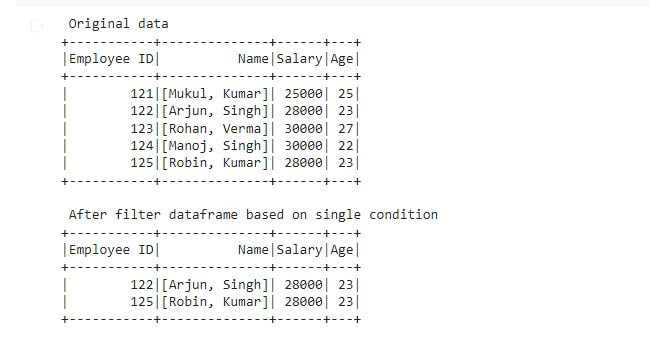 Original data
+-----------+---------------+------+---+
|Employee ID|           Name|Salary|Age|
+-----------+---------------+------+---+
|        121|[Mukul, Kumar]| 25000| 25|
|        122|[Arjun, Singh]| 28000| 23|
|        123|[Rohan, Verma]| 30000| 27|
|        124|[Manoj, Singh]| 30000| 22|
|        125|[Robin, Kumar]| 28000| 23|
+-----------+---------------+------+---+
After filter dataframe based on single condition
+-----------+---------------+------+---+
|Employee ID|           Name|Salary|Age|
+-----------+---------------+------+---+
|        122|[Arjun, Singh]| 28000| 23|
|        125|[Robin, Kumar]| 28000| 23|
+-----------+---------------+------+---+